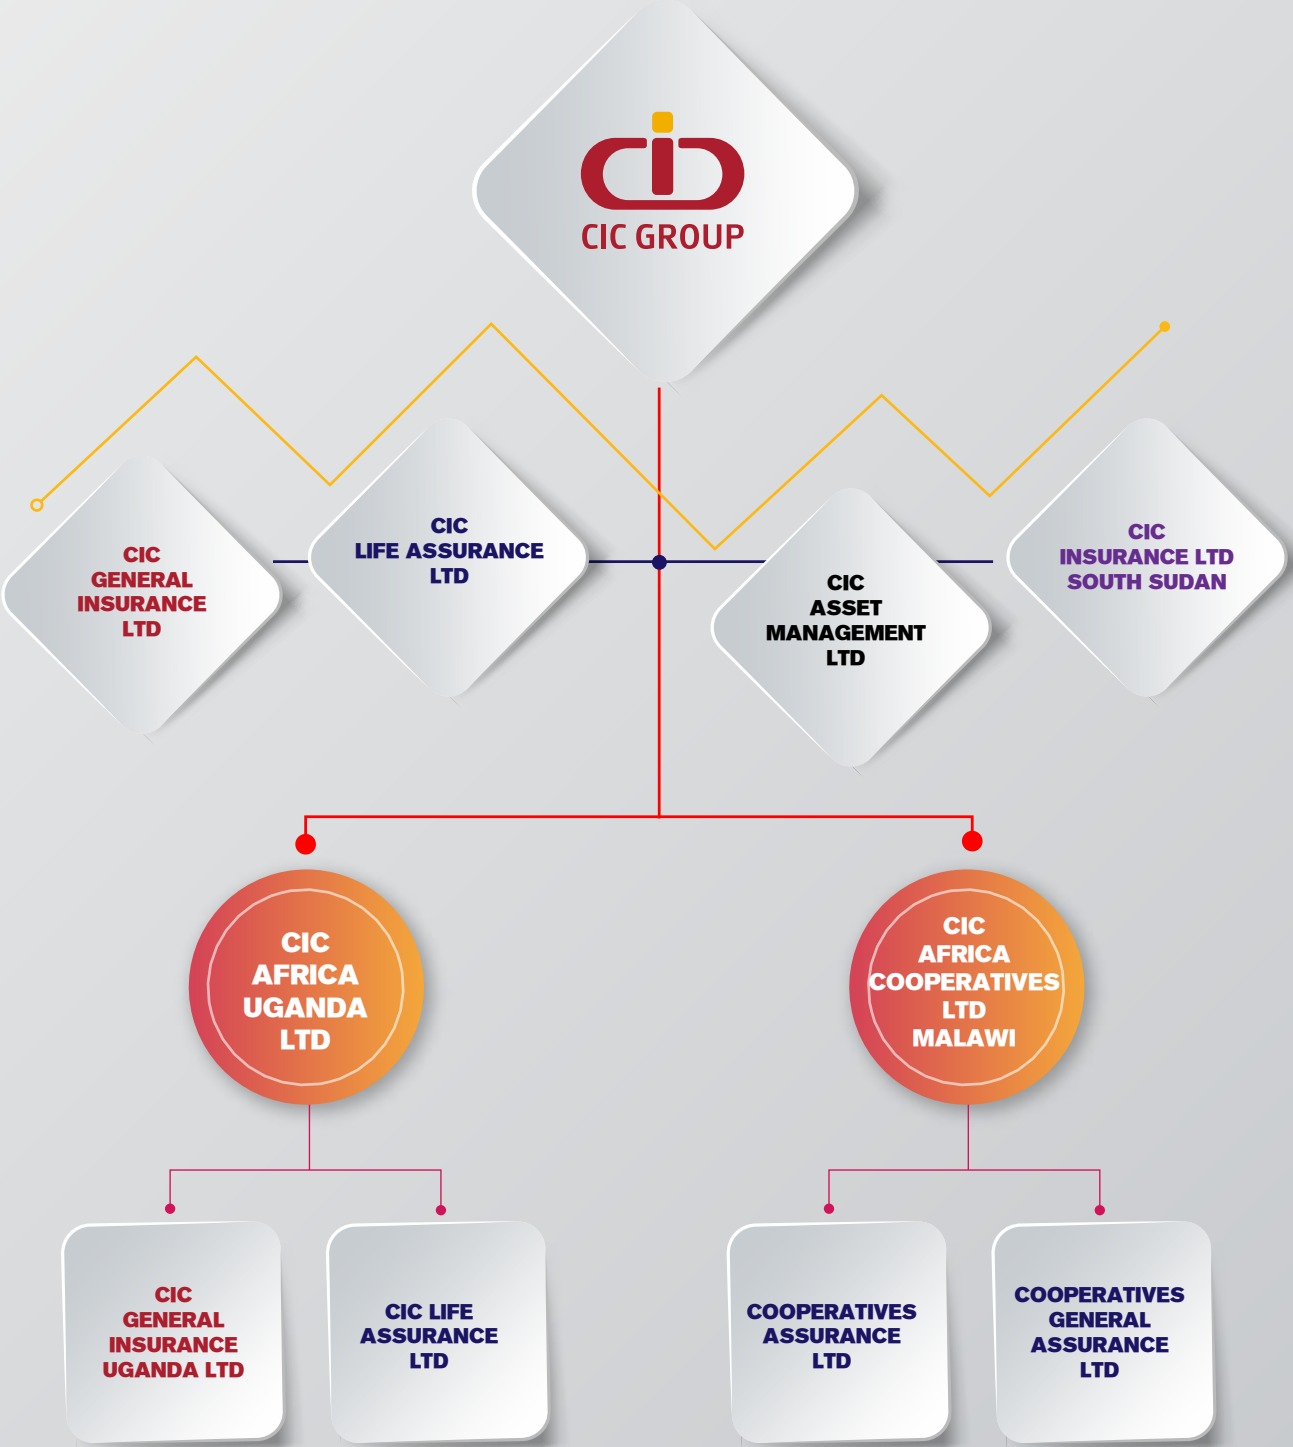 CIC GROUP
CIC
GENERAL
INSURANCE
LTD
CIC
LIFE ASSURANCE
LTD
CIC
ASSET
MANAGEMENT
LTD
CIC
INSURANCE LTD
SOUTH SUDAN
CIC
AFRICA
UGANDA
LTD
CIC
AFRICA
COOPERATIVES
LTD
MALAWI
CIC
GENERAL
INSURANCE
UGANDA LTD
CIC LIFE
ASSURANCE
LTD
COOPERATIVES
ASSURANCE
LTD
COOPERATIVES
GENERAL
ASSURANCE
LTD